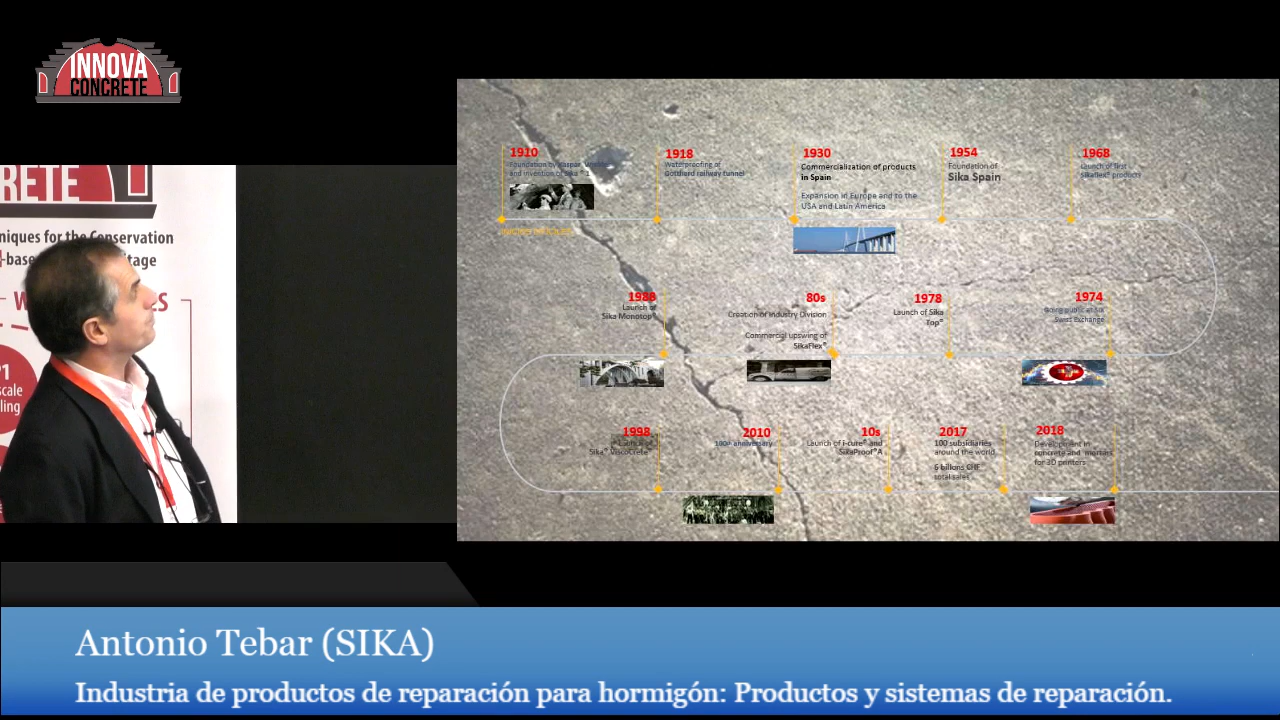 INNOVA
CONCRETE
RETE
niques for the Conservation
-base
tage
W
ES
1
scale
ling
1910
Foundation by Kaspar Winkler
and invention of Sika®-1
1918
Waterproofing of
Gotthard railway tunnel
1930
Commercialization of products
in Spain
Expansion in Europe and to the
USA and Latin America
1954
Foundation of
Sika Spain
1968
Launch of first
Sikaflex® products
1988
Launch of
Sika Monotop®
80s
Creation of Industry Division
Commercial upswing of
SikaFlex®
1978
Launch of Sika
Top®
1974
Going public at SIX
Swiss Exchange
1998
Launch of
Sika® ViscoCrete®
2010
100th anniversary
10s
Launch of i-cure® and
SikaProof®A
2017
100 subsidiaries
around the world
6 billions CHF
total sales
2018
Development in
concrete and mortars
for 3D printers
Antonio Tebar (SIKA)
Industria de productos de reparación para hormigón: Productos y sistemas de reparación.